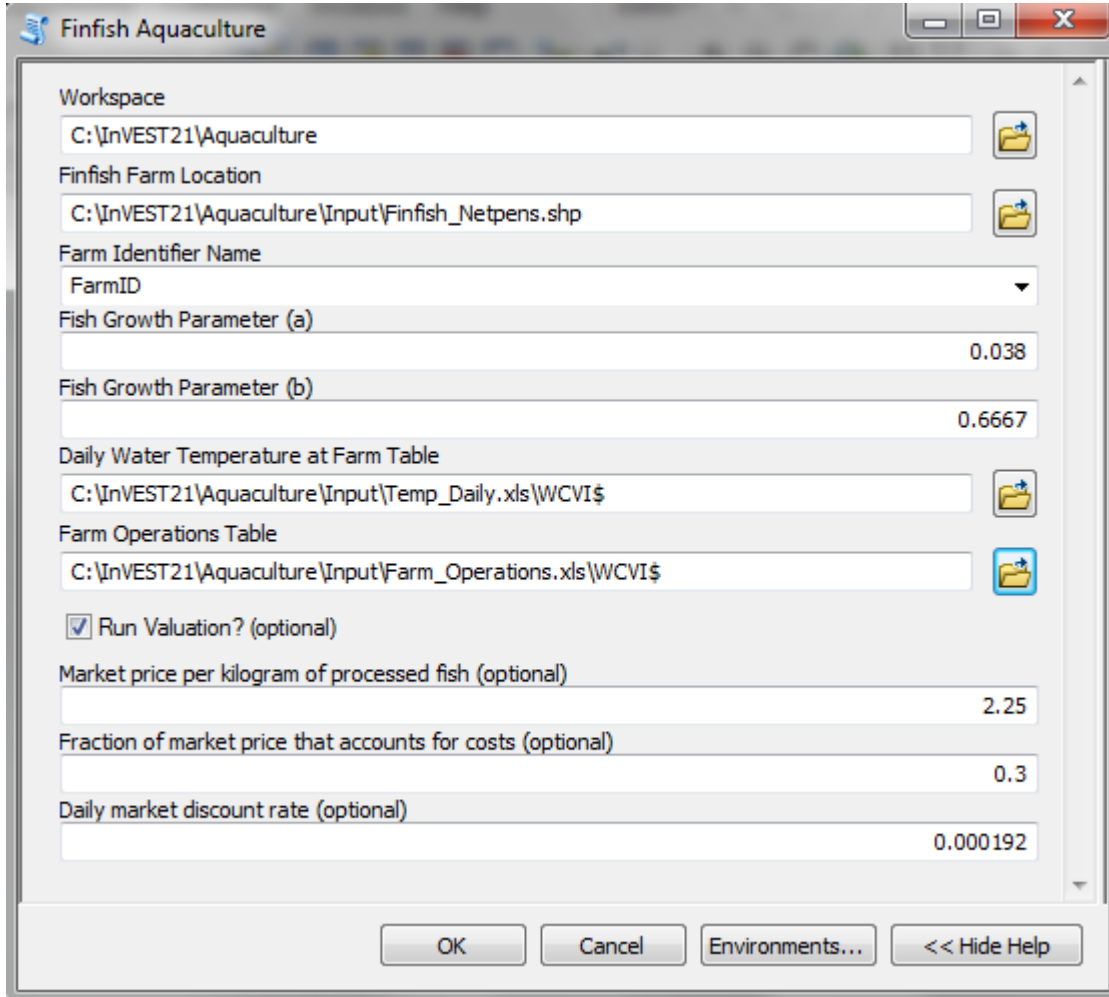 Finfish Aquaculture
Workspace
C:\InVEST21\Aquaculture
Finfish Farm Location
C:\InVEST21\Aquaculture\Input\Finfish_Netpens.shp
Farm Identifier Name
FarmID
Fish Growth Parameter (a)
0.038
Fish Growth Parameter (b)
0.6667
Daily Water Temperature at Farm Table
C:\InVEST21\Aquaculture\Input\Temp_Daily.xls\WCVI$
Farm Operations Table
C:\InVEST21\Aquaculture\Input\Farm_Operations.xls\WCVI$
Run Valuation? (optional)
Market price per kilogram of processed fish (optional)
2.25
Fraction of market price that accounts for costs (optional)
0.3
Daily market discount rate (optional)
0.000192
OK Cancel Environments... << Hide Help